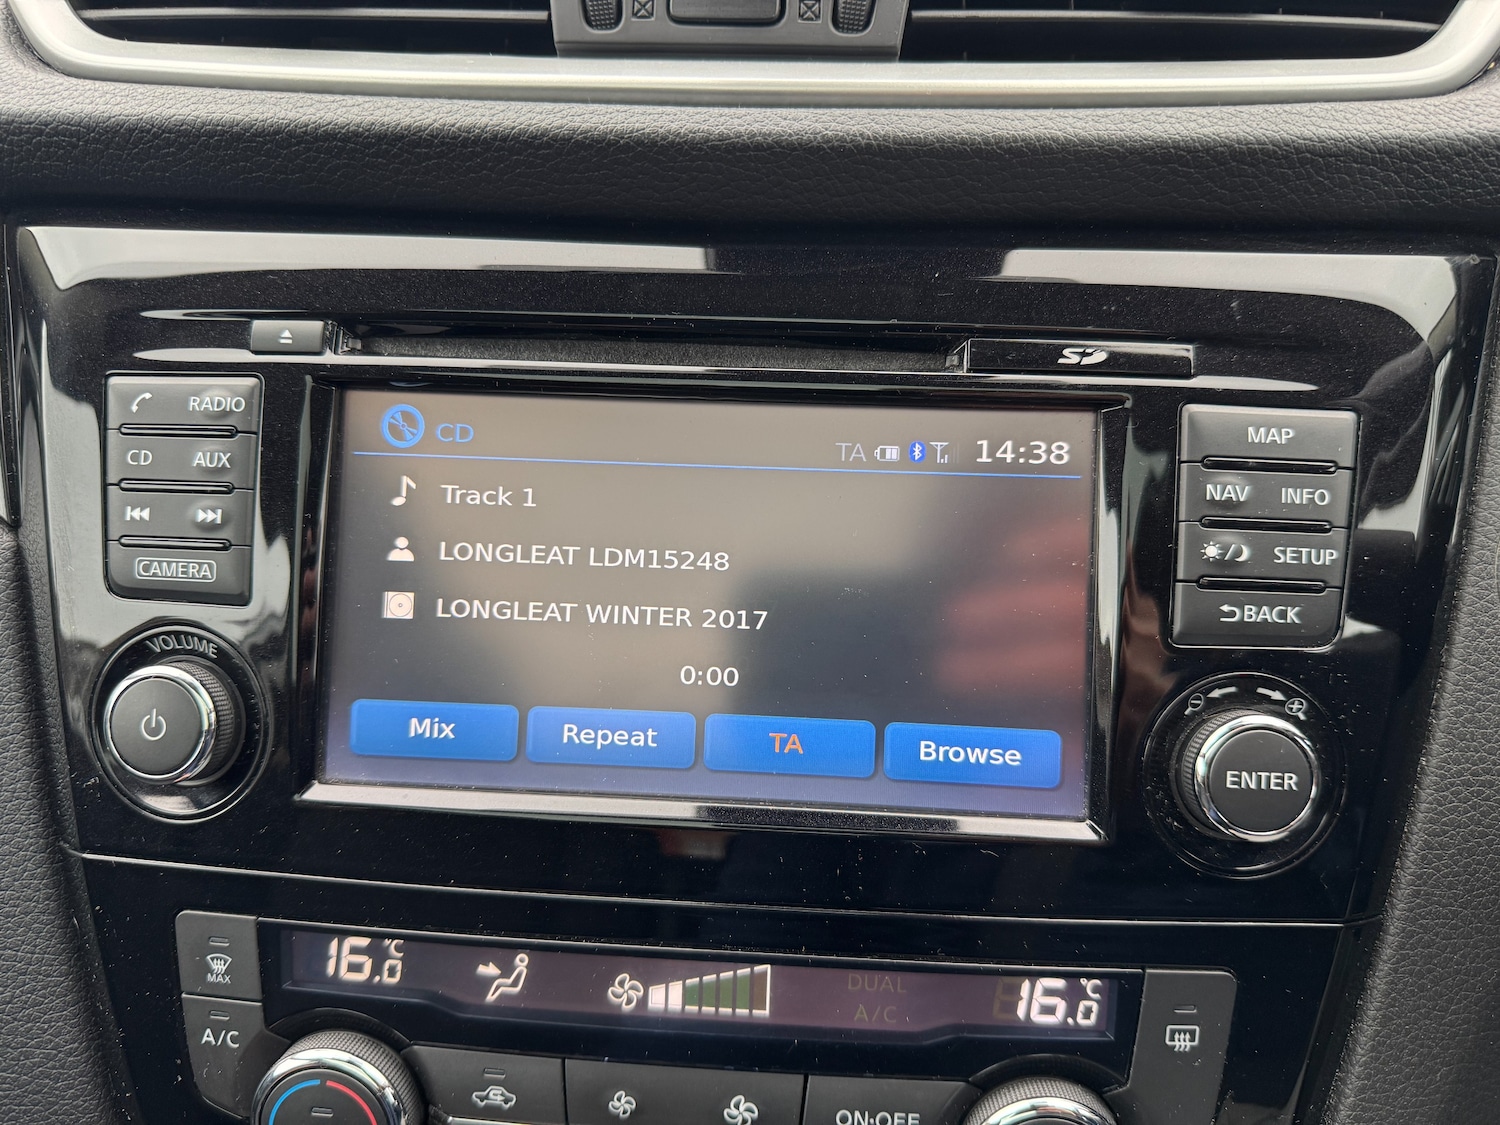 SD
RADIO
CD AUX
CAMERA
VOLUME
CD
TA 14:38
Track 1
LONGLEAT LDM15248
LONGLEAT WINTER 2017
0:00
Mix Repeat TA Browse
MAP
NAV INFO
SETUP
BACK
ENTER
MAX
A/C
16.0 °C
DUAL
A/C
16.0 °C
ON·OFF